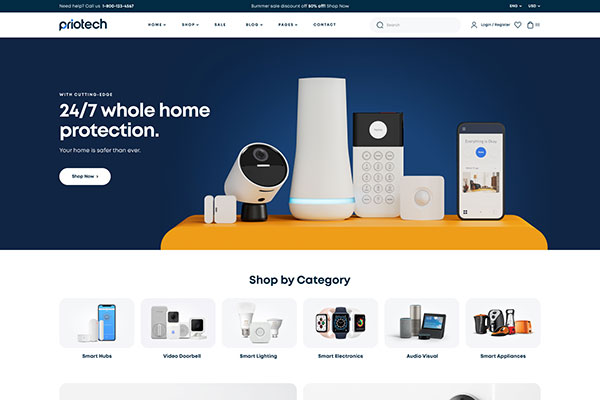 Need help? Call us 1-800-123-4567
Summer sale discount off 50% off! Shop Now
ENG
USD
priotech
HOME
SHOP
SALE
BLOG
PAGES
CONTACT
Search
Login / Register
WITH CUTTING-EDGE
24/7 whole home
protection.
Your home is safer than ever.
Shop Now
Everything is Okay
Shop by Category
Smart Hubs
Video Doorbell
Smart Lighting
Smart Electronics
Audio Visual
Smart Appliances